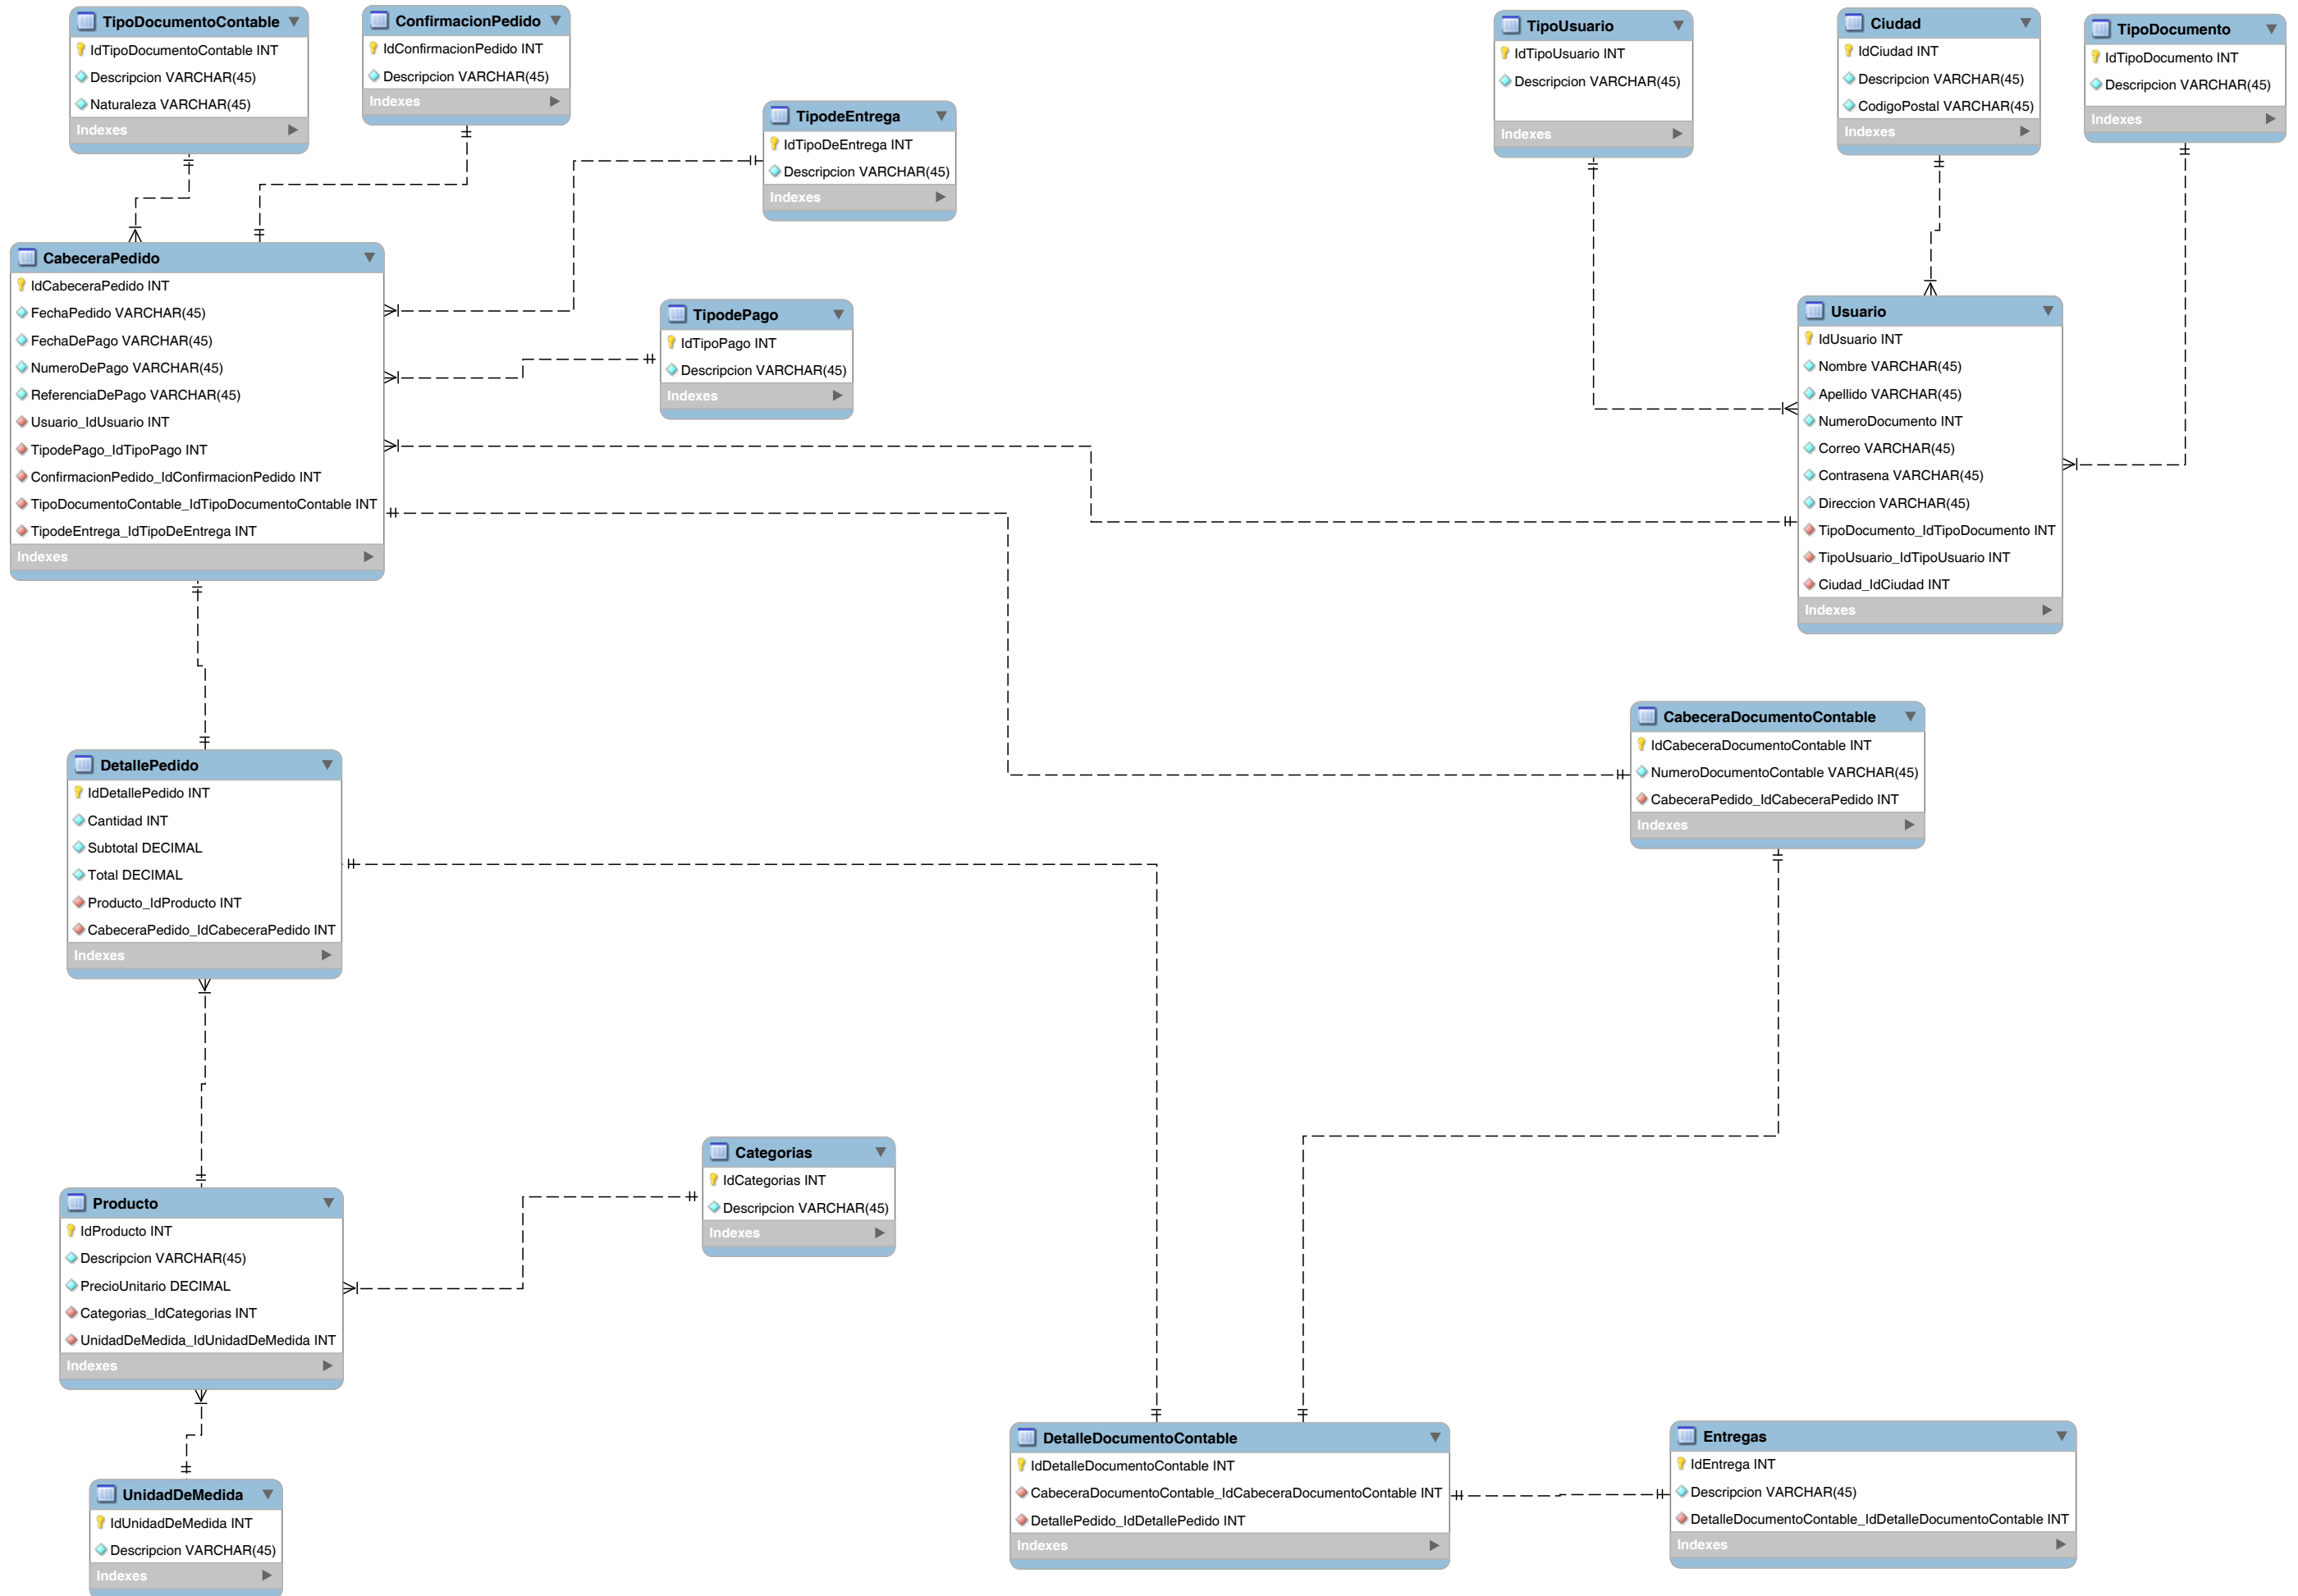 TipoDocumentoContable
IdTipoDocumentoContable INT
Descripcion VARCHAR(45)
Naturaleza VARCHAR(45)
Indexes
ConfirmacionPedido
IdConfirmacionPedido INT
Descripcion VARCHAR(45)
Indexes
TipodeEntrega
IdTipoDeEntrega INT
Descripcion VARCHAR(45)
Indexes
TipoUsuario
IdTipoUsuario INT
Descripcion VARCHAR(45)
Indexes
Ciudad
IdCiudad INT
Descripcion VARCHAR(45)
CodigoPostal VARCHAR(45)
Indexes
TipoDocumento
IdTipoDocumento INT
Descripcion VARCHAR(45)
Indexes
CabeceraPedido
IdCabeceraPedido INT
FechaPedido VARCHAR(45)
FechaDePago VARCHAR(45)
NumeroDePago VARCHAR(45)
ReferenciaDePago VARCHAR(45)
Usuario_IdUsuario INT
TipodePago_IdTipoPago INT
ConfirmacionPedido_IdConfirmacionPedido INT
TipoDocumentoContable_IdTipoDocumentoContable INT
TipodeEntrega_IdTipoDeEntrega INT
Indexes
TipodePago
IdTipoPago INT
Descripcion VARCHAR(45)
Indexes
Usuario
IdUsuario INT
Nombre VARCHAR(45)
Apellido VARCHAR(45)
NumeroDocumento INT
Correo VARCHAR(45)
Contrasena VARCHAR(45)
Direccion VARCHAR(45)
TipoDocumento_IdTipoDocumento INT
TipoUsuario_IdTipoUsuario INT
Ciudad_IdCiudad INT
Indexes
CabeceraDocumentoContable
IdCabeceraDocumentoContable INT
NumeroDocumentoContable VARCHAR(45)
CabeceraPedido_IdCabeceraPedido INT
Indexes
DetallePedido
IdDetallePedido INT
Cantidad INT
Subtotal DECIMAL
Total DECIMAL
Producto_IdProducto INT
CabeceraPedido_IdCabeceraPedido INT
Indexes
Categorias
IdCategorias INT
Descripcion VARCHAR(45)
Indexes
Producto
IdProducto INT
Descripcion VARCHAR(45)
PrecioUnitario DECIMAL
Categorias_IdCategorias INT
UnidadDeMedida_IdUnidadDeMedida INT
Indexes
DetalleDocumentoContable
IdDetalleDocumentoContable INT
CabeceraDocumentoContable_IdCabeceraDocumentoContable INT
DetallePedido_IdDetallePedido INT
Indexes
Entregas
IdEntrega INT
Descripcion VARCHAR(45)
DetalleDocumentoContable_IdDetalleDocumentoContable INT
Indexes
UnidadDeMedida
IdUnidadDeMedida INT
Descripcion VARCHAR(45)
Indexes